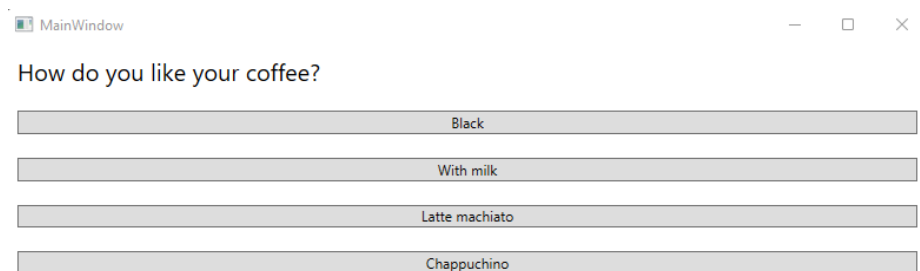 MainWindow
How do you like your coffee?
Black
With milk
Latte machiato
Chappuchino